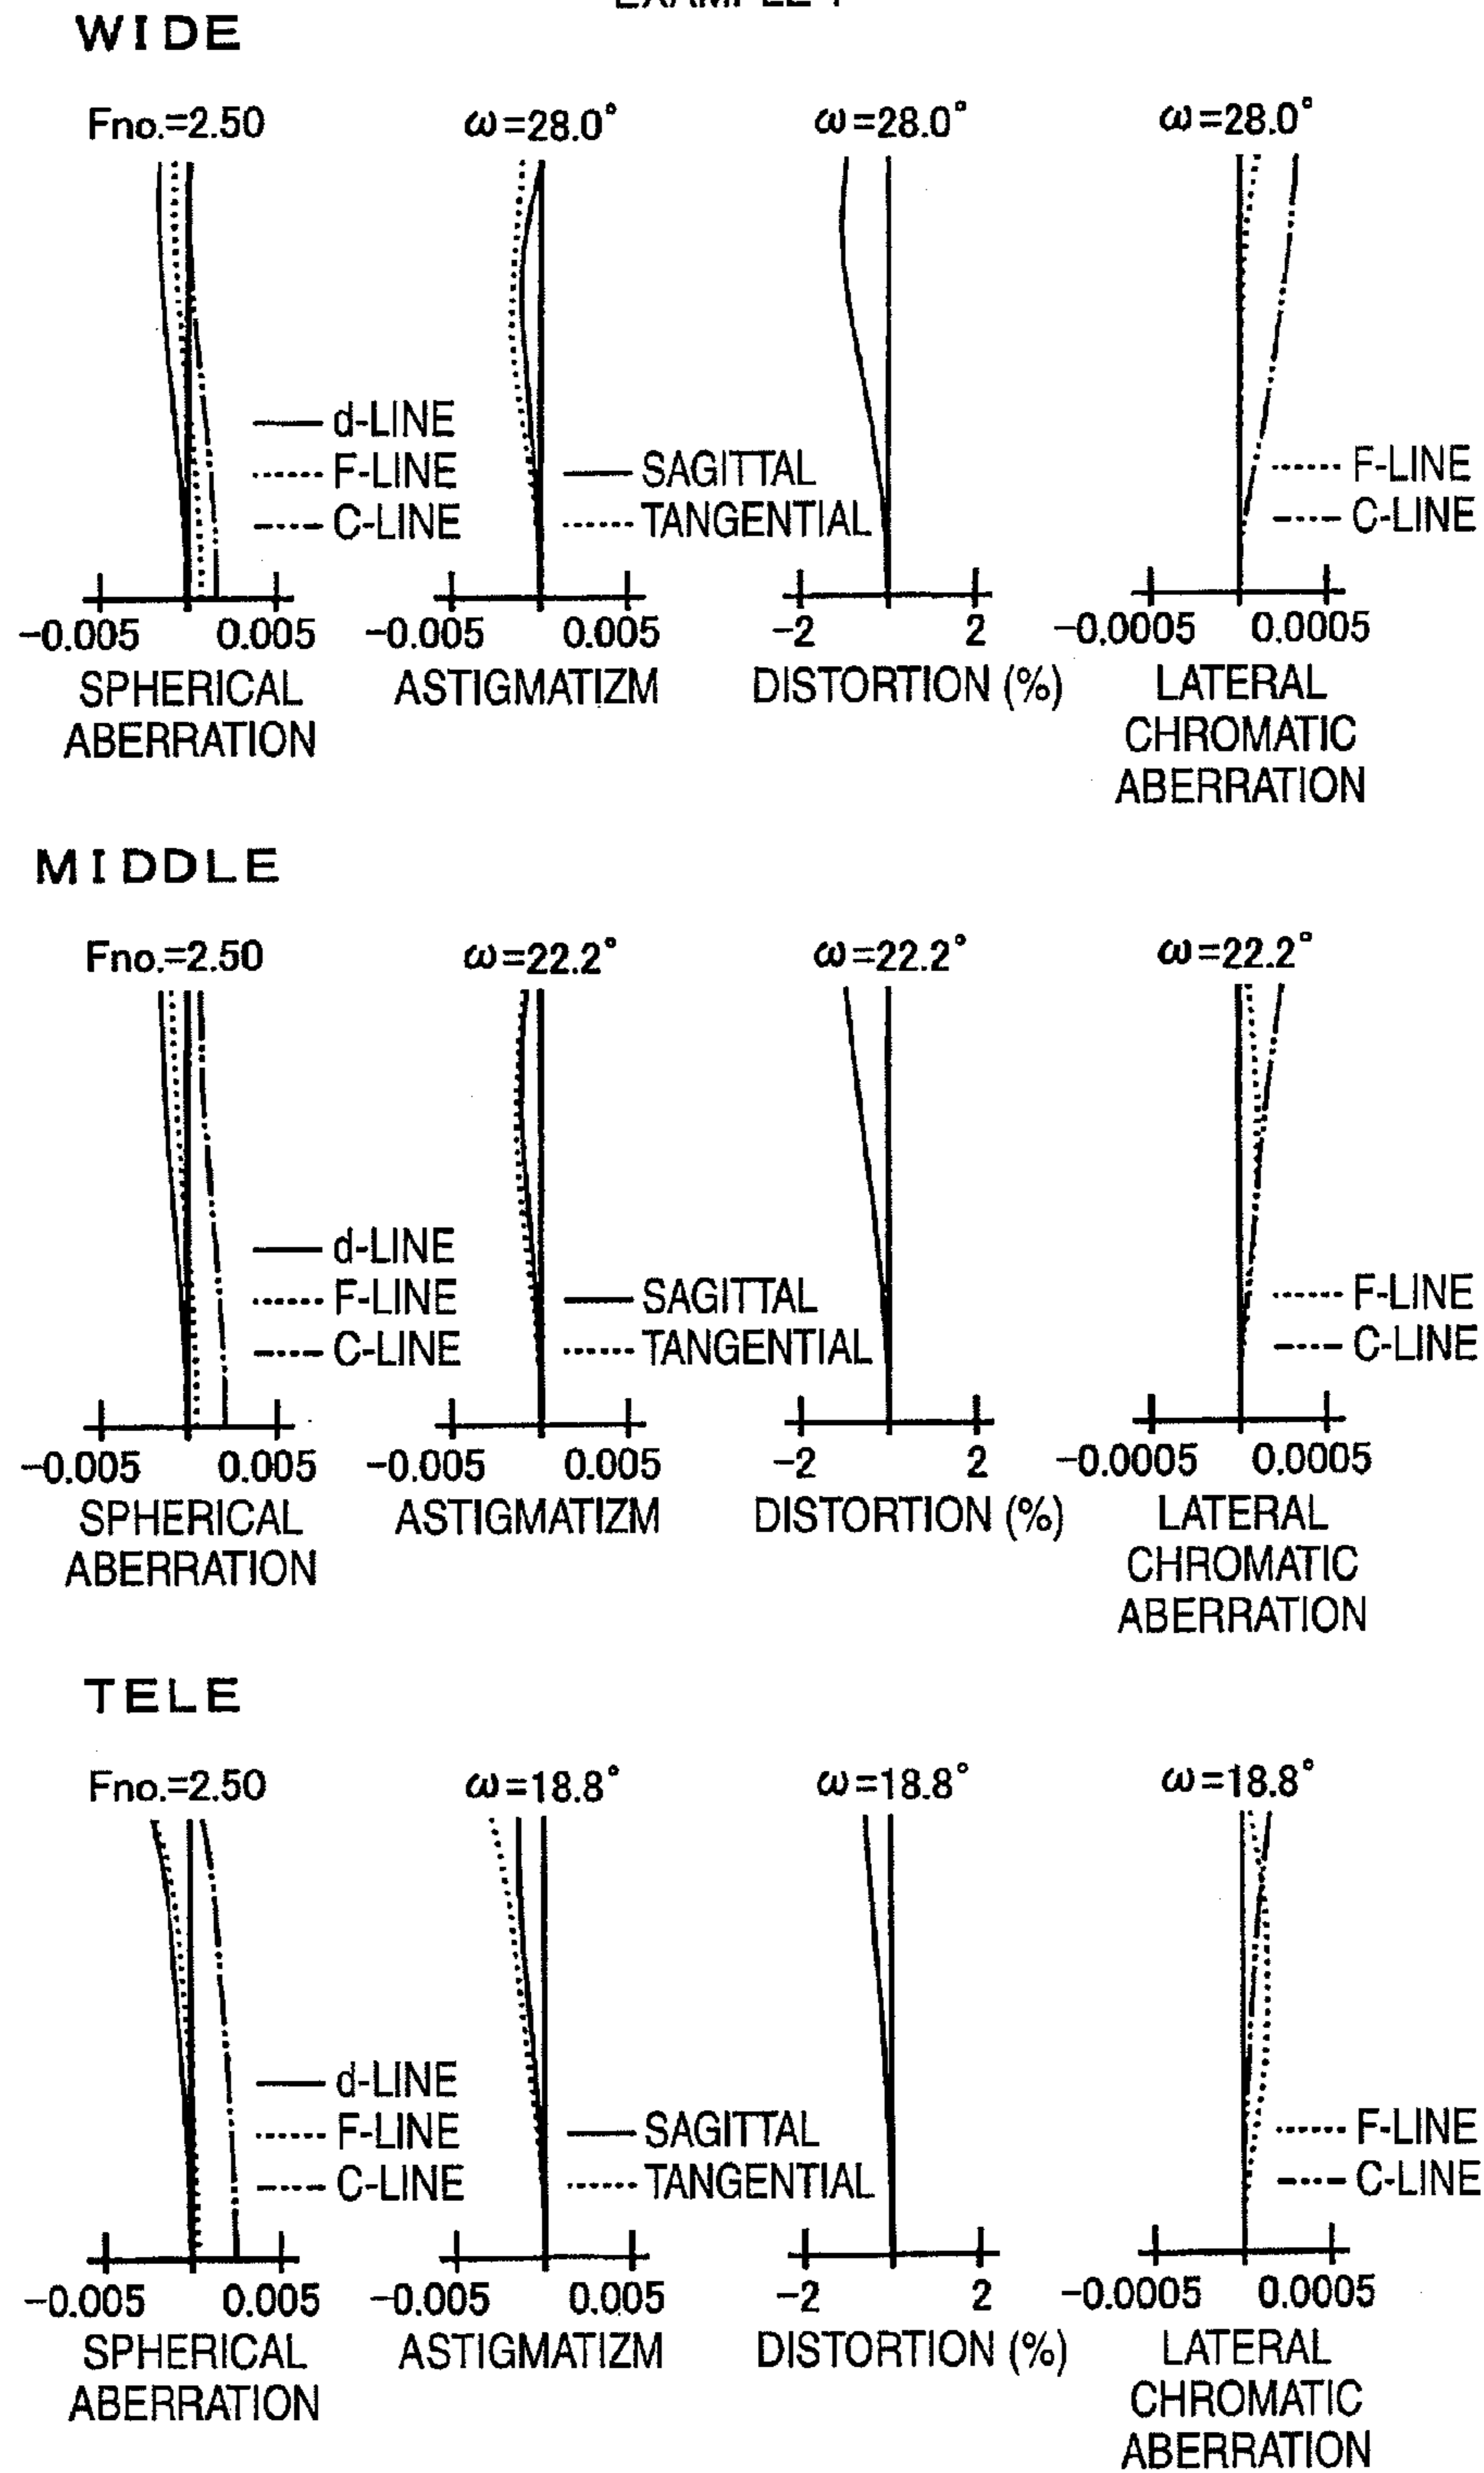 EXAMPLE
WIDE
Fno.=2.50
ω=28.0°
ω=28.0°
ω=28.0°
d-LINE
F-LINE
C-LINE
SAGITTAL
TANGENTIAL
F-LINE
C-LINE
-0.005 0.005
-0.005 0.005
-2 2
-0.0005 0.0005
SPHERICAL
ABERRATION
ASTIGMATIZM
DISTORTION (%)
LATERAL
CHROMATIC
ABERRATION
MIDDLE
Fno.=2.50
ω=22.2°
ω=22.2°
ω=22.2°
d-LINE
F-LINE
C-LINE
SAGITTAL
TANGENTIAL
F-LINE
C-LINE
-0.005 0.005
-0.005 0.005
-2 2
-0.0005 0.0005
SPHERICAL
ABERRATION
ASTIGMATIZM
DISTORTION (%)
LATERAL
CHROMATIC
ABERRATION
TELE
Fno.=2.50
ω=18.8°
ω=18.8°
ω=18.8°
d-LINE
F-LINE
C-LINE
SAGITTAL
TANGENTIAL
F-LINE
C-LINE
-0.005 0.005
-0.005 0.005
-2 2
-0.0005 0.0005
SPHERICAL
ABERRATION
ASTIGMATIZM
DISTORTION (%)
LATERAL
CHROMATIC
ABERRATION